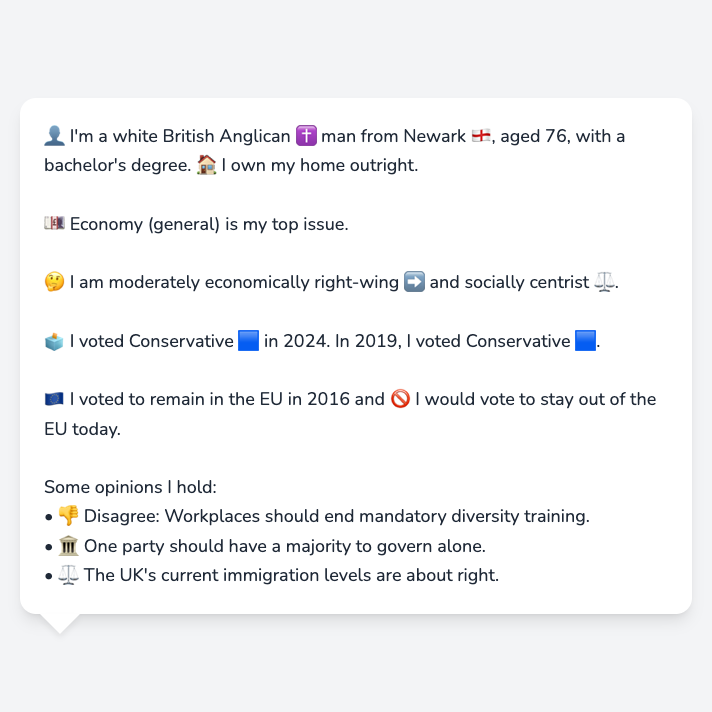 👤 I'm a white British Anglican ✝️ man from Newark 🏴󠁧󠁢󠁥󠁮󠁧󠁿, aged 76, with a
bachelor's degree. 🏠 I own my home outright.
💷 Economy (general) is my top issue.
🤔 I am moderately economically right-wing ➡️ and socially centrist ⚖️.
🗳️ I voted Conservative 🟦 in 2024. In 2019, I voted Conservative 🟦.
🇪🇺 I voted to remain in the EU in 2016 and 🚫 I would vote to stay out of the
EU today.
Some opinions I hold:
• 👎 Disagree: Workplaces should end mandatory diversity training.
• 🏛️ One party should have a majority to govern alone.
• ⚖️ The UK's current immigration levels are about right.